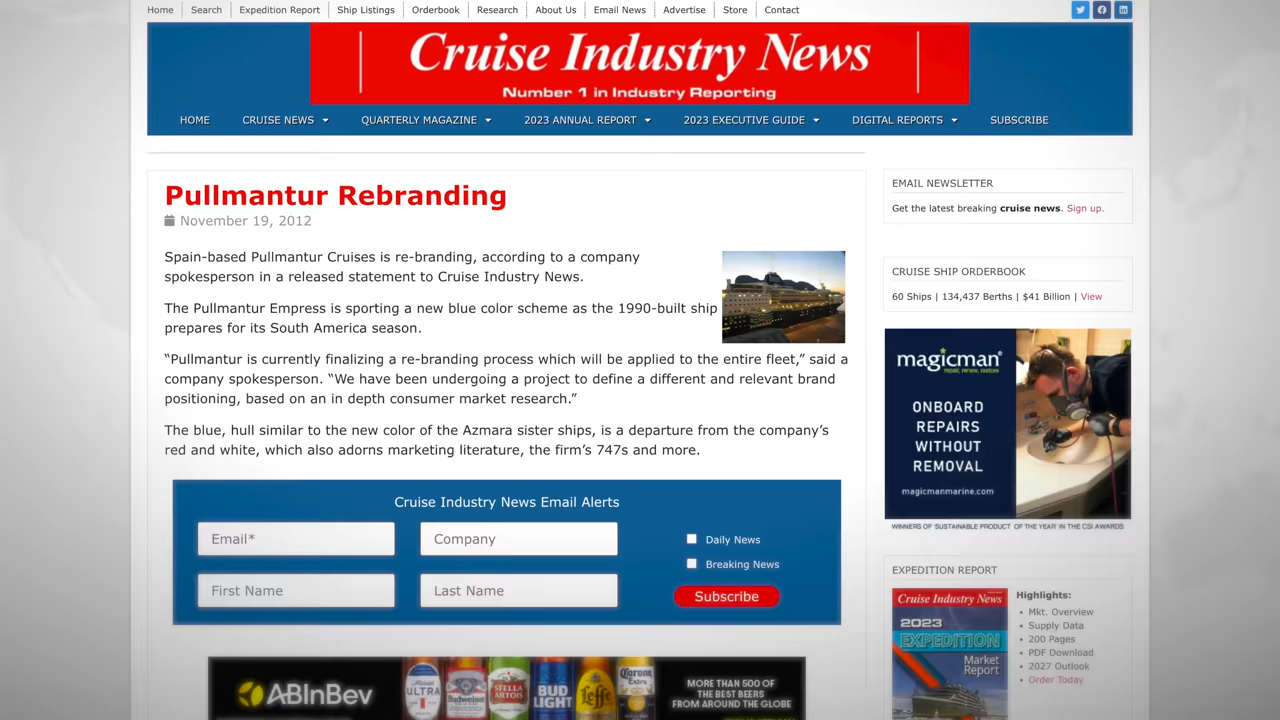 Home Search Expedition Report Ship Listings Orderbook Research About Us Email News Advertise Store Contact
Cruise Industry News
Number 1 in Industry Reporting
HOME CRUISE NEWS QUARTERLY MAGAZINE 2023 ANNUAL REPORT 2023 EXECUTIVE GUIDE DIGITAL REPORTS SUBSCRIBE
Pullmantur Rebranding
November 19, 2012
Spain-based Pullmantur Cruises is re-branding, according to a company
spokesperson in a released statement to Cruise Industry News.
The Pullmantur Empress is sporting a new blue color scheme as the 1990-built ship
prepares for its South America season.
“Pullmantur is currently finalizing a re-branding process which will be applied to the entire fleet,” said a
company spokesperson. “We have been undergoing a project to define a different and relevant brand
positioning, based on an in depth consumer market research.”
The blue, hull similar to the new color of the Azmara sister ships, is a departure from the company’s
red and white, which also adorns marketing literature, the firm’s 747s and more.
Cruise Industry News Email Alerts
Email* Company
Daily News
Breaking News
First Name Last Name
Subscribe
ABInBev
ULTRA
Budweiser
STELLA
ARTOIS
BUD
LIGHT
Leffe
Corona
Extra
MORE THAN 500 OF
THE BEST BEERS
FROM AROUND THE GLOBE
EMAIL NEWSLETTER
Get the latest breaking cruise news. Sign up.
CRUISE SHIP ORDERBOOK
60 Ships | 134,437 Berths | $41 Billion | View
magicman®
repair, renew, restore
ONBOARD
REPAIRS
WITHOUT
REMOVAL
magicmanmarine.com
WINNERS OF 'SUSTAINABLE PRODUCT OF THE YEAR' IN THE CSI AWARDS
EXPEDITION REPORT
Cruise Industry News
2023
EXPEDITION
Market
Report
Highlights:
• Mkt. Overview
• Supply Data
• 200 Pages
• PDF Download
• 2027 Outlook
• Order Today